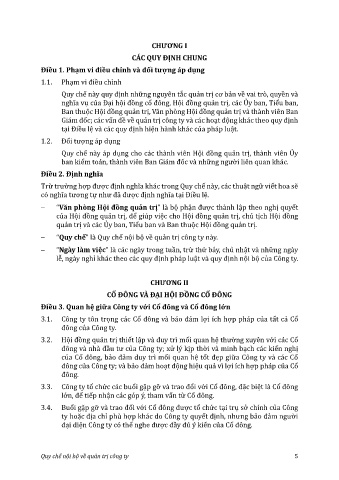 CHƯƠNG I
CÁC QUY ĐỊNH CHUNG
Điều 1. Phạm vi điều chỉnh và đối tượng áp dụng
1.1. Phạm vi điều chỉnh
Quy chế này quy định những nguyên tắc quản trị cơ bản về vai trò, quyền và
nghĩa vụ của Đại hội đồng cổ đông. Hội đồng quản trị, các Ủy ban, Tiểu ban,
Ban thuộc Hội đồng quản trị, Văn phòng Hội đồng quản trị và thành viên Ban
Giám đốc; các vấn đề về quản trị công ty và các hoạt động khác theo quy định
tại Điều lệ và các quy định hiện hành khác của pháp luật.
1.2. Đối tượng áp dụng
Quy chế này áp dụng cho các thành viên Hội đồng quản trị, thành viên Ủy
ban kiểm toán, thành viên Ban Giám đốc và những người liên quan khác.
Điều 2. Định nghĩa
Trừ trường hợp được định nghĩa khác trong Quy chế này, các thuật ngữ viết hoa sẽ
có nghĩa tương tự như đã được định nghĩa tại Điều lệ.
– "Văn phòng Hội đồng quản trị" là bộ phận được thành lập theo nghị quyết
của Hội đồng quản trị, để giúp việc cho Hội đồng quản trị, chủ tịch Hội đồng
quản trị và các Ủy ban, Tiểu ban và Ban thuộc Hội đồng quản trị.
– "Quy chế" là Quy chế nội bộ về quản trị công ty này.
– "Ngày làm việc" là các ngày trong tuần, trừ thứ bảy, chủ nhật và những ngày
lễ, ngày nghỉ khác theo các quy định pháp luật và quy định nội bộ của Công ty.
CHƯƠNG II
CỔ ĐÔNG VÀ ĐẠI HỘI ĐỒNG CỔ ĐÔNG
Điều 3. Quan hệ giữa Công ty với Cổ đông và Cổ đông lớn
3.1. Công ty tôn trọng các Cổ đông và bảo đảm lợi ích hợp pháp của tất cả Cổ
đông của Công ty.
3.2. Hội đồng quản trị thiết lập và duy trì mối quan hệ thường xuyên với các Cổ
đông và nhà đầu tư của Công ty; xử lý kịp thời và minh bạch các kiến nghị
của Cổ đông, bảo đảm duy trì mối quan hệ tốt đẹp giữa Công ty và các Cổ
đông của Công ty; và bảo đảm hoạt động hiệu quả vì lợi ích hợp pháp của Cổ
đông.
3.3. Công ty tổ chức các buổi gặp gỡ và trao đổi với Cổ đông, đặc biệt là Cổ đông
lớn, để tiếp nhận các góp ý, tham vấn từ Cổ đông.
3.4. Buổi gặp gỡ và trao đổi với Cổ đông được tổ chức tại trụ sở chính của Công
ty hoặc địa chỉ phù hợp khác do Công ty quyết định, nhưng bảo đảm người
đại diện Công ty có thể nghe được đầy đủ ý kiến của Cổ đông.
Quy chế nội bộ về quản trị công ty 5